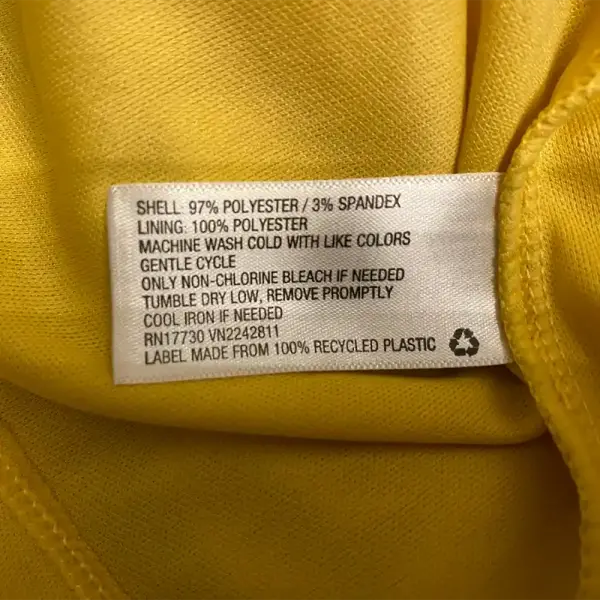 SHELL: 97% POLYESTER / 3% SPANDEX
LINING: 100% POLYESTER
MACHINE WASH COLD WITH LIKE COLORS
GENTLE CYCLE
ONLY NON-CHLORINE BLEACH IF NEEDED
TUMBLE DRY LOW, REMOVE PROMPTLY
COOL IRON IF NEEDED
RN17730 VN2242811
LABEL MADE FROM 100% RECYCLED PLASTIC